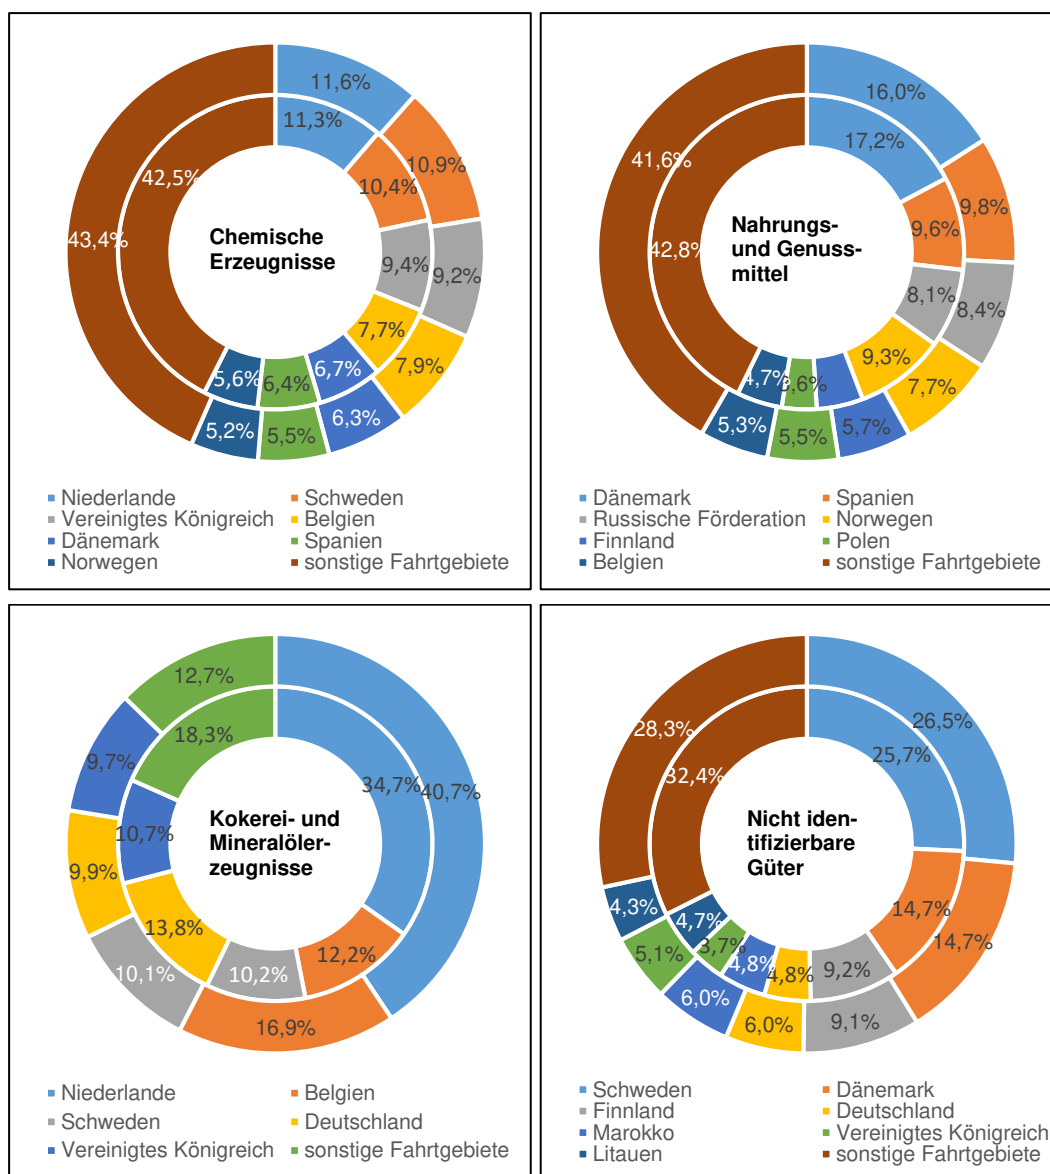 11,6%
11,3%
10,9%
10,4%
42,5%
43,4%
Chemische
Erzeugnisse
9,4%
9,2%
7,7%
7,9%
6,7%
6,3%
6,4%
5,5%
5,6%
5,2%
Niederlande Schweden
Vereinigtes Königreich Belgien
Dänemark Spanien
Norwegen sonstige Fahrtgebiete
16,0%
17,2%
41,6%
42,8%
Nahrungs-
und Genuss-
mittel
9,8%
9,6%
8,1%
8,4%
9,3%
7,7%
5,7%
,6%
5,5%
4,7%
5,3%
Dänemark Spanien
Russische Förderation Norwegen
Finnland Polen
Belgien sonstige Fahrtgebiete
12,7%
18,3%
34,7%
40,7%
9,7%
10,7%
Kokerei- und
Mineralöler-
zeugnisse
9,9%
13,8%
12,2%
10,1%
10,2%
16,9%
Niederlande Belgien
Schweden Deutschland
Vereinigtes Königreich sonstige Fahrtgebiete
28,3%
26,5%
25,7%
32,4%
Nicht iden-
tifizierbare
Güter
4,3%
4,7%
14,7%
14,7%
5,1%
3,7%
4,8%
4,8%
9,2%
6,0%
6,0%
9,1%
Schweden Dänemark
Finnland Deutschland
Marokko Vereinigtes Königreich
Litauen sonstige Fahrtgebiete